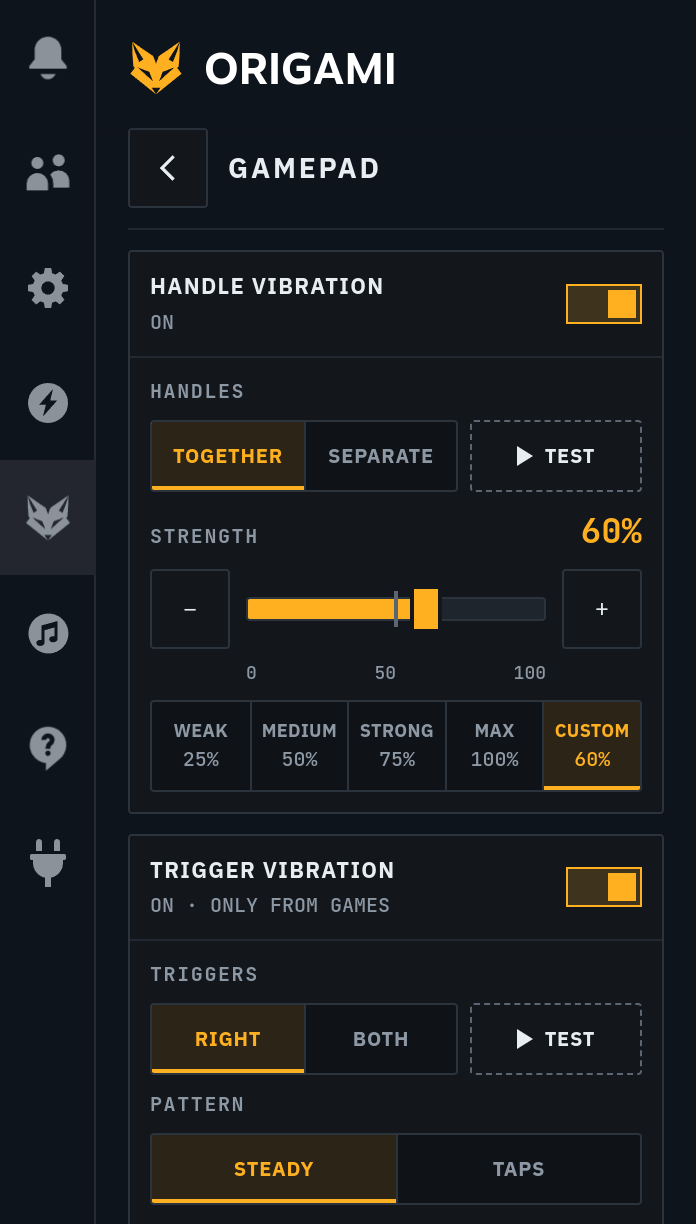 ORIGAMI
GAMEPAD
HANDLE VIBRATION
ON
HANDLES
TOGETHER SEPARATE TEST
STRENGTH 60%
− +
0 50 100
WEAK MEDIUM STRONG MAX CUSTOM
25% 50% 75% 100% 60%
TRIGGER VIBRATION
ON · ONLY FROM GAMES
TRIGGERS
RIGHT BOTH TEST
PATTERN
STEADY TAPS